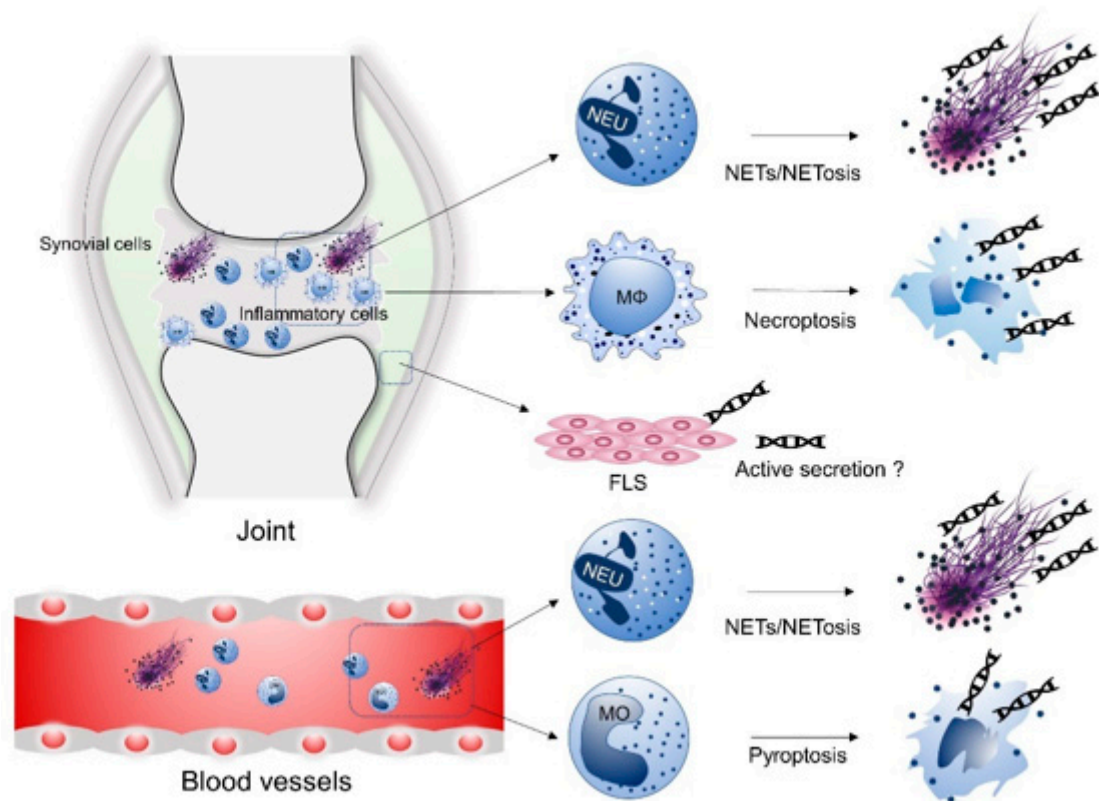 NEU
NETs/NETosis
Synovial cells
Inflammatory cells
MΦ
Necroptosis
Active secretion ?
FLS
Joint
NEU
NETs/NETosis
MO
Pyroptosis
Blood vessels